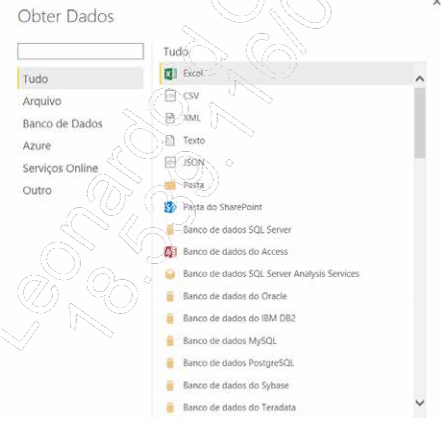 Obter Dados
Tudo
Arquivo
Banco de Dados
Azure
Serviços Online
Outro
Tudo
Excel
CSV
XML
Texto
JSON
Pasta
Pasta do SharePoint
Banco de dados SQL Server
Banco de dados do Access
Banco de dados SQL Server Analysis Services
Banco de dados do Oracle
Banco de dados do IBM DB2
Banco de dados MySQL
Banco de dados PostgreSQL
Banco de dados do Sybase
Banco de dados do Teradata
Leonardo